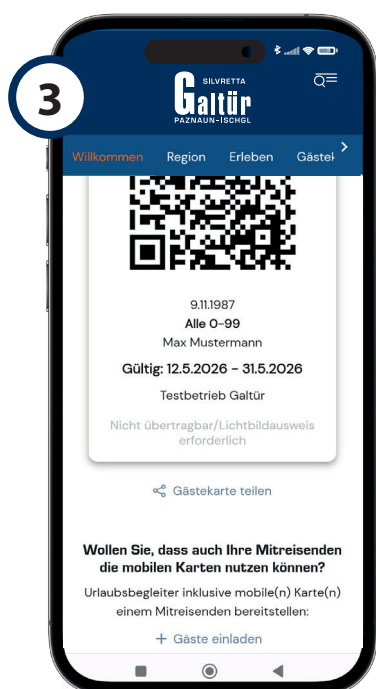 3
SILVRETTA
Galtür
PAZNAUN-ISCHGL
Willkommen Region Erleben Gästek
9.11.1987
Alle 0-99
Max Mustermann
Gültig: 12.5.2026 - 31.5.2026
Testbetrieb Galtür
Nicht übertragbar/Lichtbildausweis
erforderlich
Gästekarte teilen
Wollen Sie, dass auch Ihre Mitreisenden
die mobilen Karten nutzen können?
Urlaubsbegleiter inklusive mobile(n) Karte(n)
einem Mitreisenden bereitstellen:
+ Gäste einladen